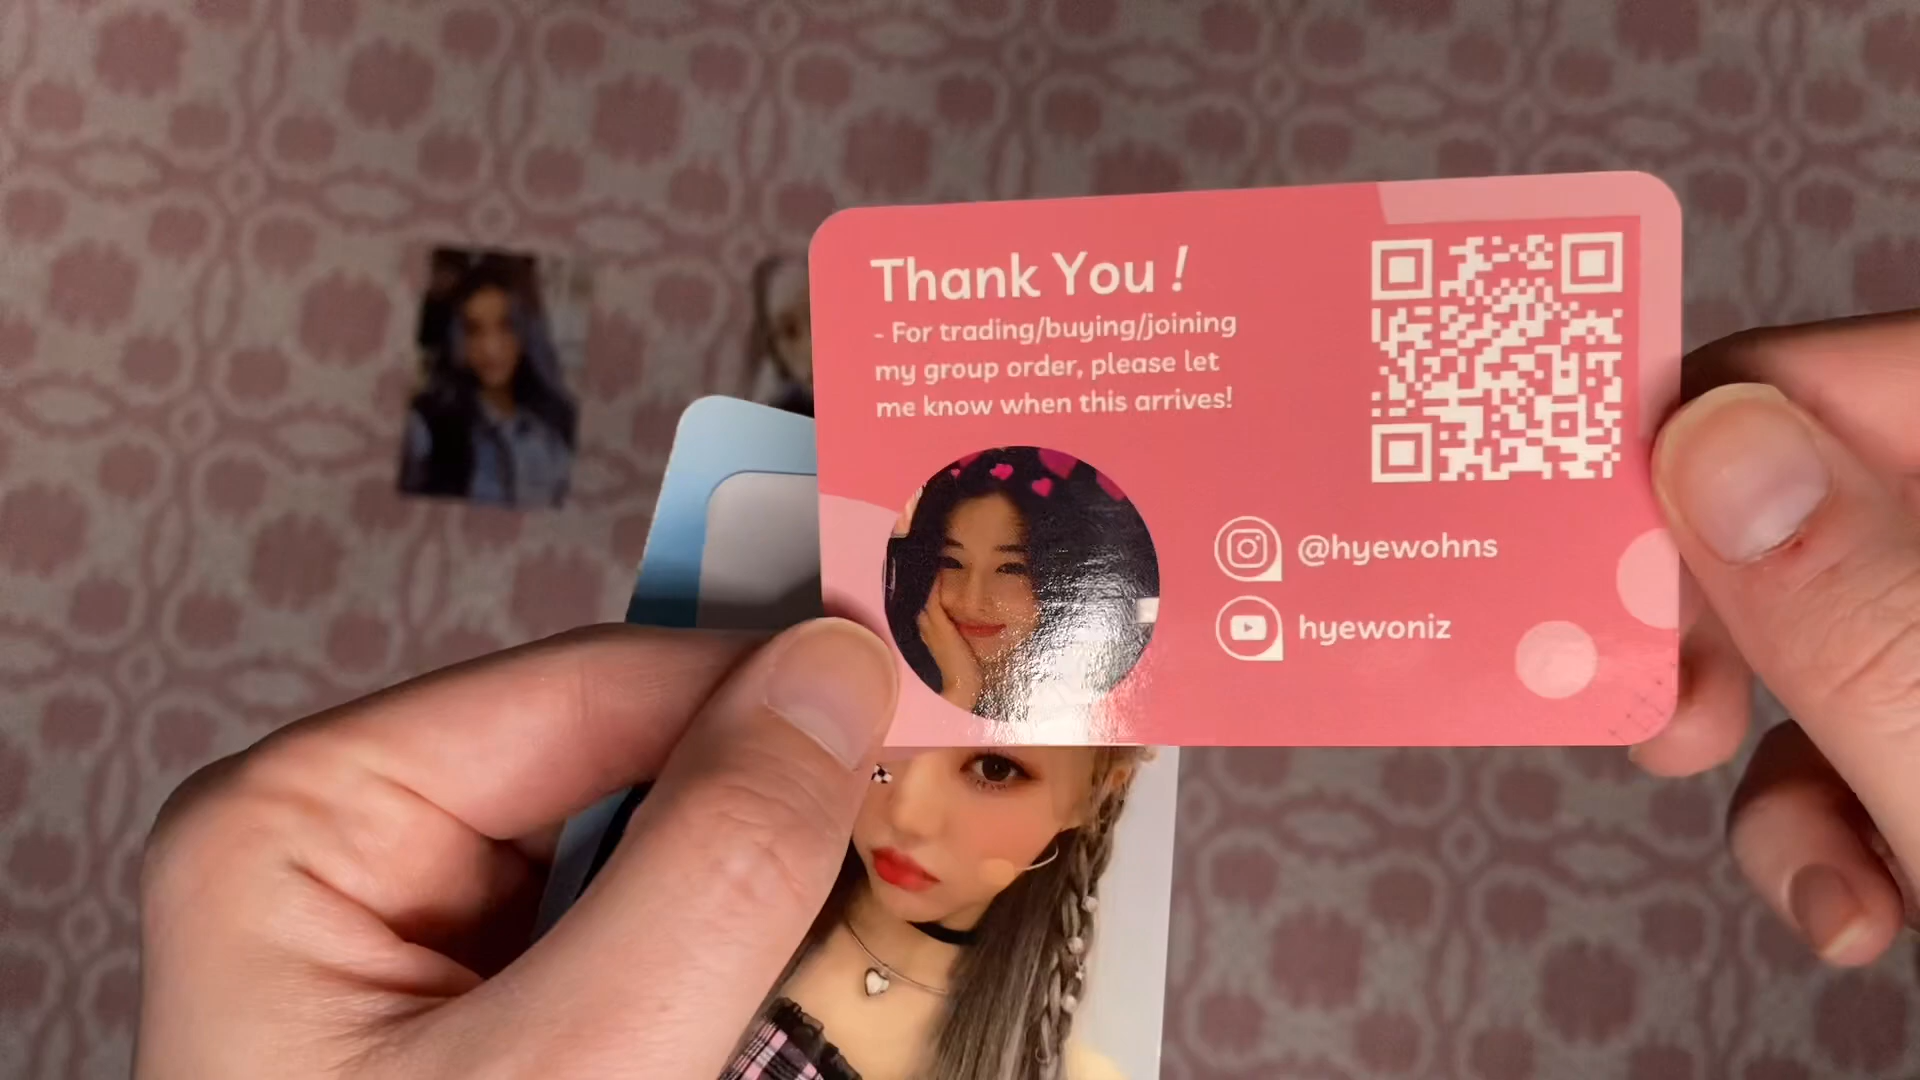 Thank You !
- For trading/buying/joining
my group order, please let
me know when this arrives!
@hyewohns
hyewoniz